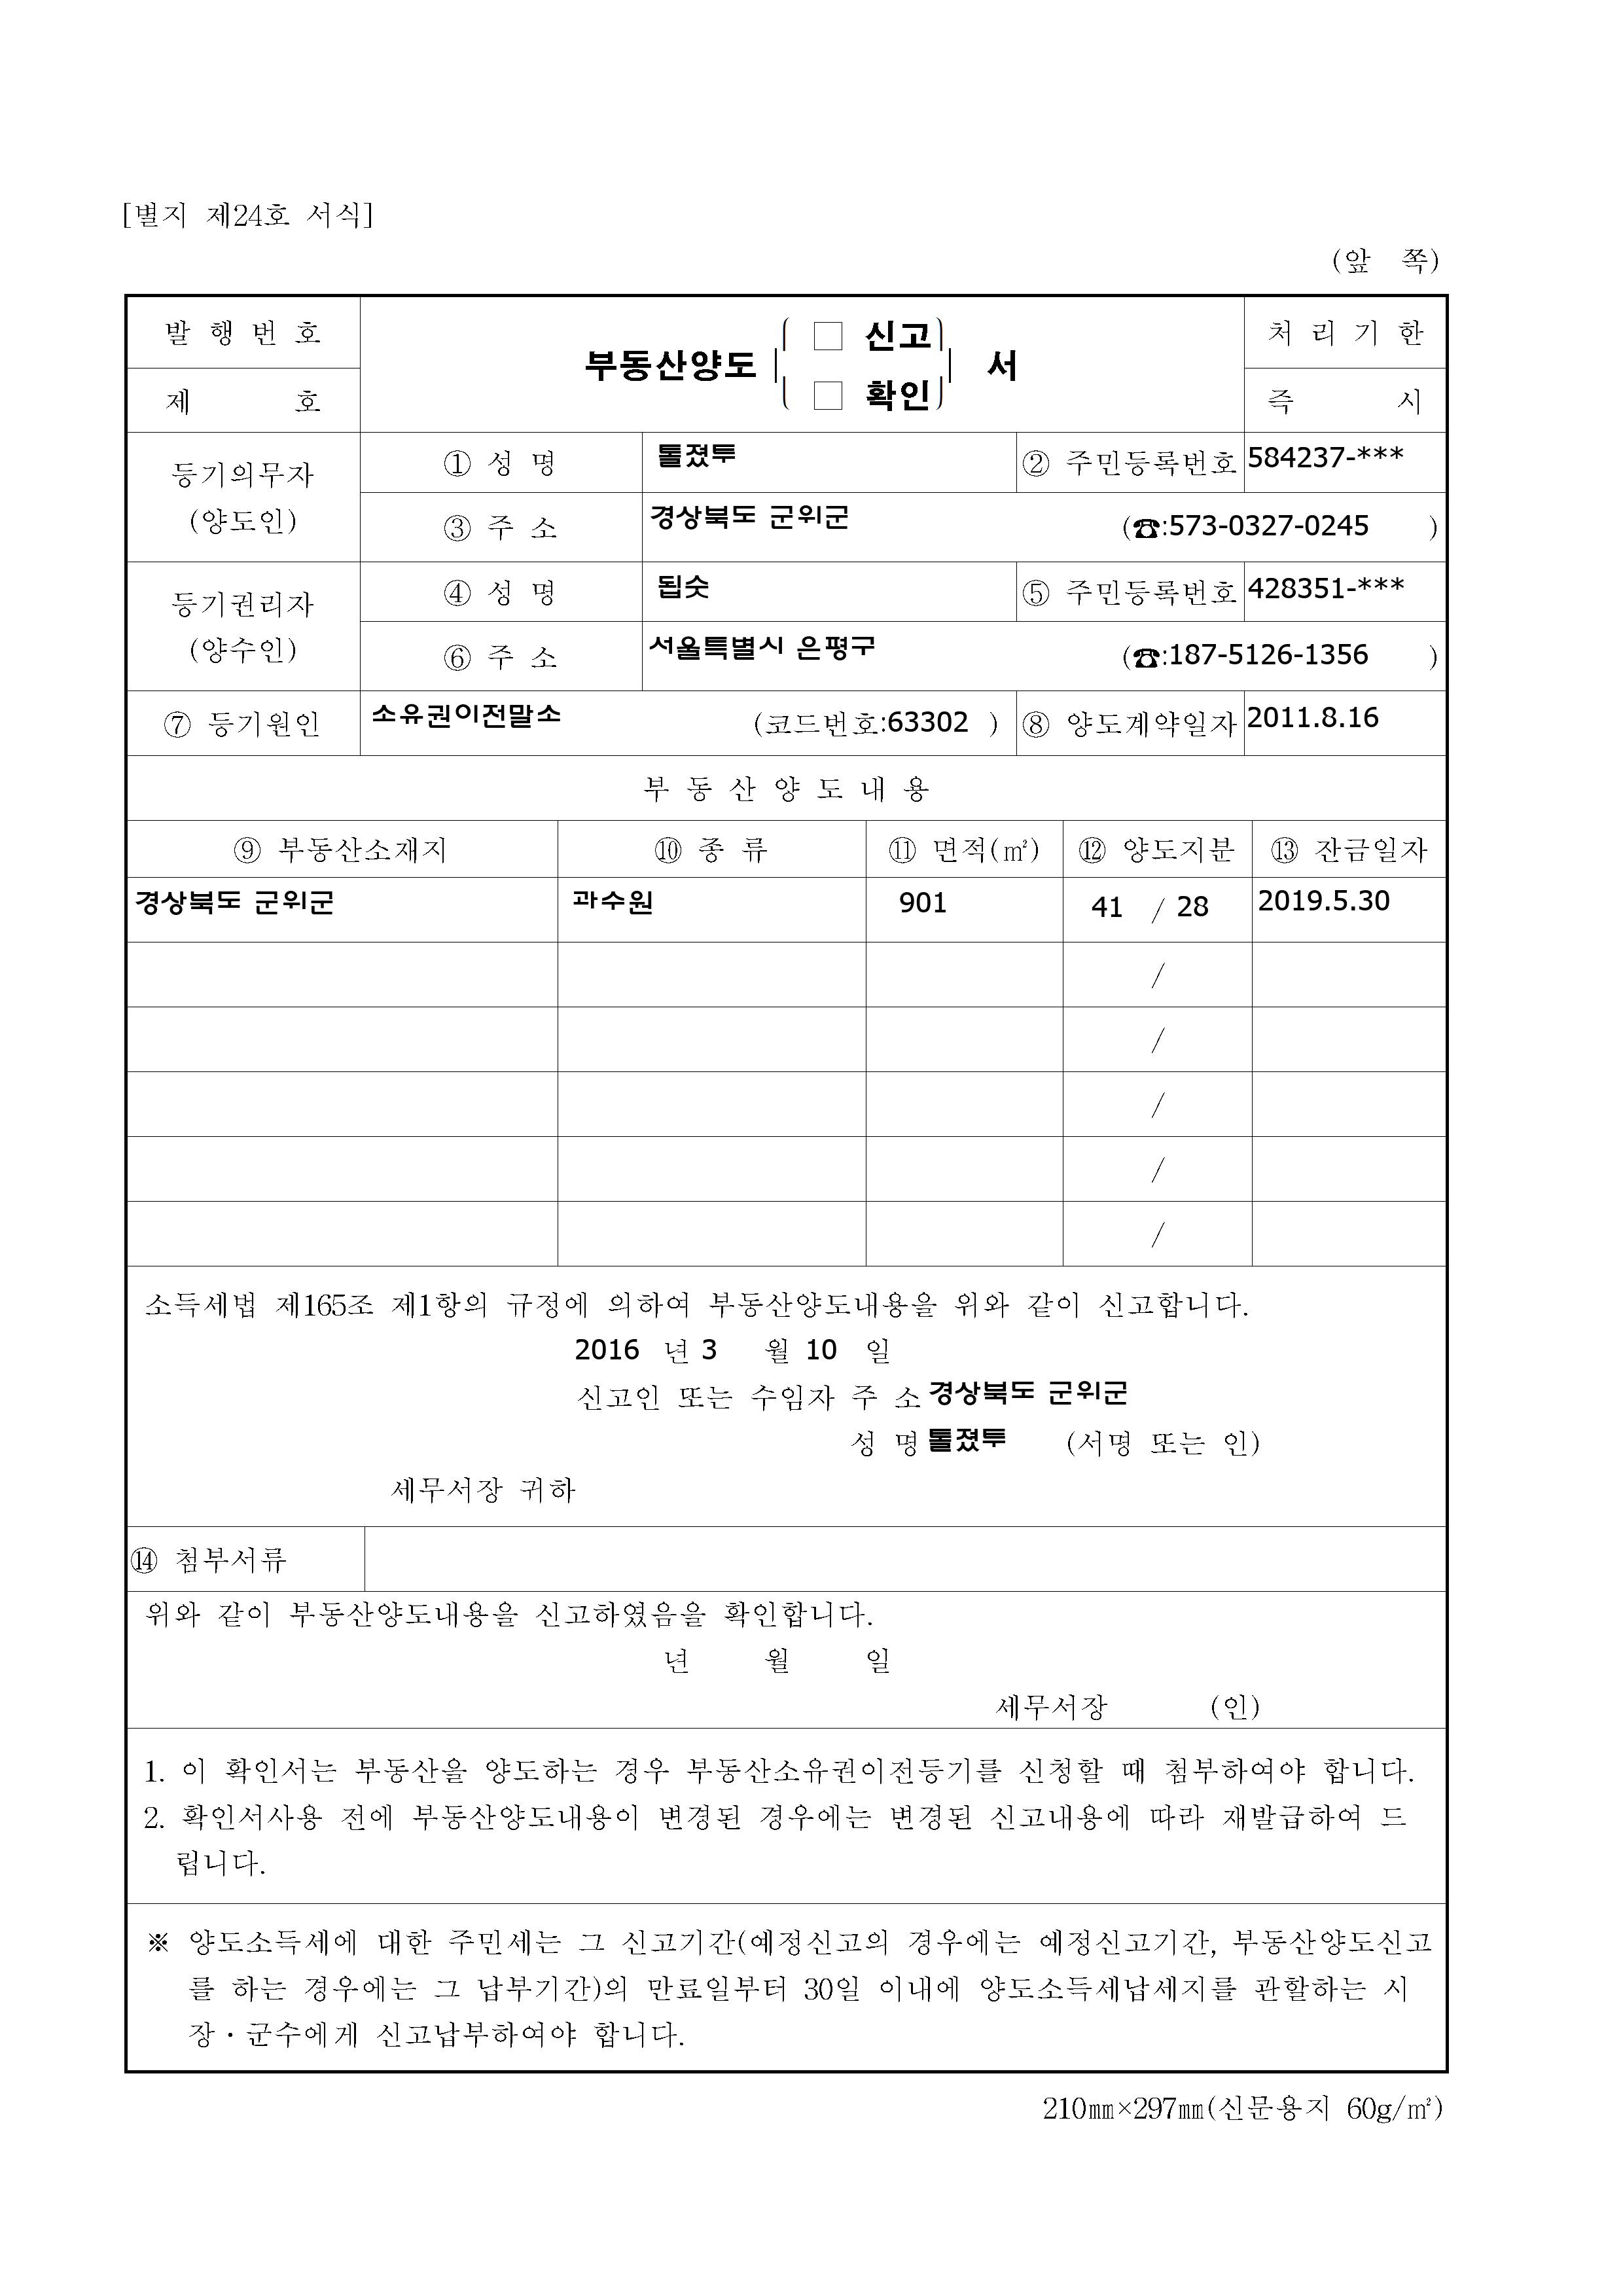 [별지 제24호 서식]
(앞 쪽)
발 행 번 호
제 호
부동산양도 □ 신고 □ 확인 서
처 리 기 한
즉 시
등기의무자 (양도인)
① 성 명 톨졌투 ② 주민등록번호 584237-***
③ 주 소 경상북도 군위군 (☎:573-0327-0245 )
등기권리자 (양수인)
④ 성 명 됩숫 ⑤ 주민등록번호 428351-***
⑥ 주 소 서울특별시 은평구 (☎:187-5126-1356 )
⑦ 등기원인 소유권이전말소 (코드번호:63302 ) ⑧ 양도계약일자 2011.8.16
부 동 산 양 도 내 용
⑨ 부동산소재지 ⑩ 종 류 ⑪ 면적(㎡) ⑫ 양도지분 ⑬ 잔금일자
경상북도 군위군 과수원 901 41 / 28 2019.5.30
/
/
/
/
/
소득세법 제165조 제1항의 규정에 의하여 부동산양도내용을 위와 같이 신고합니다.
2016 년 3 월 10 일
신고인 또는 수임자 주 소 경상북도 군위군
성 명 톨졌투 (서명 또는 인)
세무서장 귀하
⑭ 첨부서류
위와 같이 부동산양도내용을 신고하였음을 확인합니다.
년 월 일
세무서장 (인)
1. 이 확인서는 부동산을 양도하는 경우 부동산소유권이전등기를 신청할 때 첨부하여야 합니다.
2. 확인서사용 전에 부동산양도내용이 변경된 경우에는 변경된 신고내용에 따라 재발급하여 드
립니다.
※ 양도소득세에 대한 주민세는 그 신고기간(예정신고의 경우에는 예정신고기간, 부동산양도신고
를 하는 경우에는 그 납부기간)의 만료일부터 30일 이내에 양도소득세납세지를 관할하는 시
장·군수에게 신고납부하여야 합니다.
210㎜×297㎜(신문용지 60g/㎡)